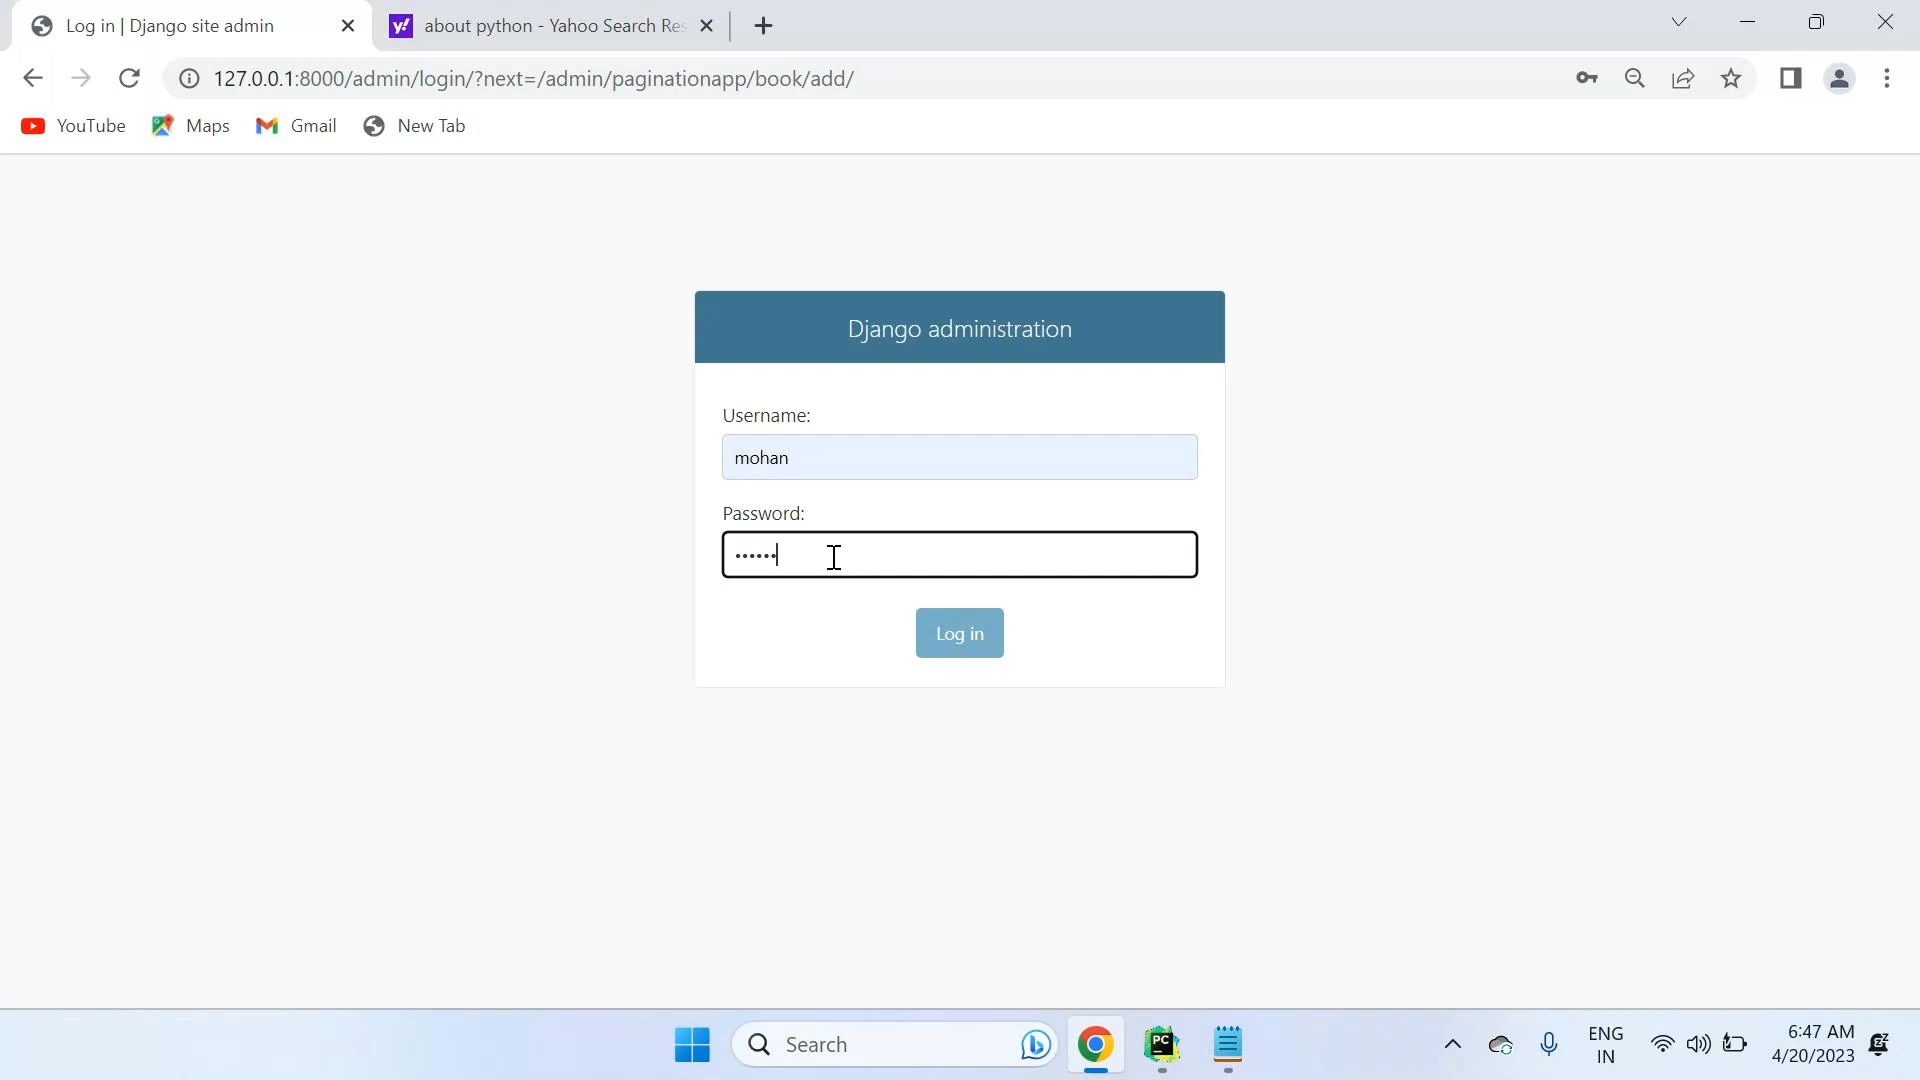 Log in | Django site admin
about python - Yahoo Search Res
127.0.0.1:8000/admin/login/?next=/admin/paginationapp/book/add/
YouTube
Maps
Gmail
New Tab
Django administration
Username:
mohan
Password:
••••••
Log in
Search
ENG
IN
6:47 AM
4/20/2023